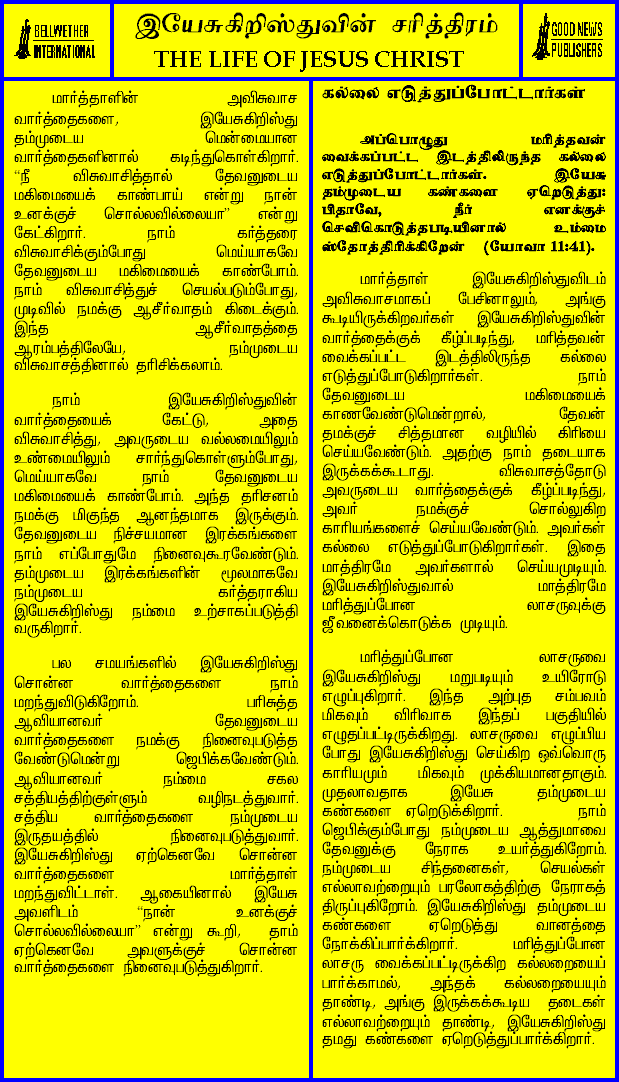 BELLWETHER
INTERNATIONAL
இயேசுகிறிஸ்துவின் சரித்திரம்
THE LIFE OF JESUS CHRIST
GOOD NEWS
PUBLISHERS
மார்த்தாளின் அவிசுவாச
வார்த்தைகளை, இயேசுகிறிஸ்து
தம்முடைய மென்மையான
வார்த்தைகளினால் கடிந்துகொள்கிறார்.
“நீ விசுவாசித்தால் தேவனுடைய
மகிமையைக் காண்பாய் என்று நான்
உனக்குச் சொல்லவில்லையா” என்று
கேட்கிறார். நாம் கர்த்தரை
விசுவாசிக்கும்போது மெய்யாகவே
தேவனுடைய மகிமையைக் காண்போம்.
நாம் விசுவாசித்துச் செயல்படும்போது,
முடிவில் நமக்கு ஆசீர்வாதம் கிடைக்கும்.
இந்த ஆசீர்வாதத்தை
ஆரம்பத்திலேயே, நம்முடைய
விசுவாசத்தினால் தரிசிக்கலாம்.
நாம் இயேசுகிறிஸ்துவின்
வார்த்தையைக் கேட்டு, அதை
விசுவாசித்து, அவருடைய வல்லமையிலும்
உண்மையிலும் சார்ந்துகொள்ளும்போது,
மெய்யாகவே நாம் தேவனுடைய
மகிமையைக் காண்போம். அந்த தரிசனம்
நமக்கு மிகுந்த ஆனந்தமாக இருக்கும்.
தேவனுடைய நிச்சயமான இரக்கங்களை
நாம் எப்போதுமே நினைவுகூரவேண்டும்.
தம்முடைய இரக்கங்களின் மூலமாகவே
நம்முடைய கர்த்தராகிய
இயேசுகிறிஸ்து நம்மை உற்சாகப்படுத்தி
வருகிறார்.
பல சமயங்களில் இயேசுகிறிஸ்து
சொன்ன வார்த்தைகளை நாம்
மறந்துவிடுகிறோம். பரிசுத்த
ஆவியானவர் தேவனுடைய
வார்த்தைகளை நமக்கு நினைவுபடுத்த
வேண்டுமென்று ஜெபிக்கவேண்டும்.
ஆவியானவர் நம்மை சகல
சத்தியத்திற்குள்ளும் வழிநடத்துவார்.
சத்திய வார்த்தைகளை நம்முடைய
இருதயத்தில் நினைவுபடுத்துவார்.
இயேசுகிறிஸ்து ஏற்கெனவே சொன்ன
வார்த்தைகளை மார்த்தாள்
மறந்துவிட்டாள். ஆகையினால் இயேசு
அவளிடம் “நான் உனக்குச்
சொல்லவில்லையா” என்று கூறி, தாம்
ஏற்கெனவே அவளுக்குச் சொன்ன
வார்த்தைகளை நினைவுபடுத்துகிறார்.
கல்லை எடுத்துப்போட்டார்கள்
அப்பொழுது மரித்தவன்
வைக்கப்பட்ட இடத்திலிருந்த கல்லை
எடுத்துப்போட்டார்கள். இயேசு
தம்முடைய கண்களை ஏறெடுத்து:
பிதாவே, நீர் எனக்குச்
செவிகொடுத்தபடியினால் உம்மை
ஸ்தோத்திரிக்கிறேன் (யோவா 11:41).
மார்த்தாள் இயேசுகிறிஸ்துவிடம்
அவிசுவாசமாகப் பேசினாலும், அங்கு
கூடியிருக்கிறவர்கள் இயேசுகிறிஸ்துவின்
வார்த்தைக்குக் கீழ்ப்படிந்து, மரித்தவன்
வைக்கப்பட்ட இடத்திலிருந்த கல்லை
எடுத்துப்போடுகிறார்கள். நாம்
தேவனுடைய மகிமையைக்
காணவேண்டுமென்றால், தேவன்
தமக்குச் சித்தமான வழியில் கிரியை
செய்யவேண்டும். அதற்கு நாம் தடையாக
இருக்கக்கூடாது. விசுவாசத்தோடு
அவருடைய வார்த்தைக்குக் கீழ்ப்படிந்து,
அவர் நமக்குச் சொல்லுகிற
காரியங்களைச் செய்யவேண்டும். அவர்கள்
கல்லை எடுத்துப்போடுகிறார்கள். இதை
மாத்திரமே அவர்களால் செய்யமுடியும்.
இயேசுகிறிஸ்துவால் மாத்திரமே
மரித்துப்போன லாசருவுக்கு
ஜீவனைக்கொடுக்க முடியும்.
மரித்துப்போன லாசருவை
இயேசுகிறிஸ்து மறுபடியும் உயிரோடு
எழுப்புகிறார். இந்த அற்புத சம்பவம்
மிகவும் விரிவாக இந்தப் பகுதியில்
எழுதப்பட்டிருக்கிறது. லாசருவை எழுப்பிய
போது இயேசுகிறிஸ்து செய்கிற ஒவ்வொரு
காரியமும் மிகவும் முக்கியமானதாகும்.
முதலாவதாக இயேசு தம்முடைய
கண்களை ஏறெடுக்கிறார். நாம்
ஜெபிக்கும்போது நம்முடைய ஆத்துமாவை
தேவனுக்கு நேராக உயர்த்துகிறோம்.
நம்முடைய சிந்தனைகள், செயல்கள்
எல்லாவற்றையும் பரலோகத்திற்கு நேராகத்
திருப்புகிறோம். இயேசுகிறிஸ்து தம்முடைய
கண்களை ஏறெடுத்து வானத்தை
நோக்கிப்பார்க்கிறார். மரித்துப்போன
லாசரு வைக்கப்பட்டிருக்கிற கல்லறையைப்
பார்க்காமல், அந்தக் கல்லறையையும்
தாண்டி, அங்கு இருக்கக்கூடிய தடைகள்
எல்லாவற்றையும் தாண்டி, இயேசுகிறிஸ்து
தமது கண்களை ஏறெடுத்துப்பார்க்கிறார்.